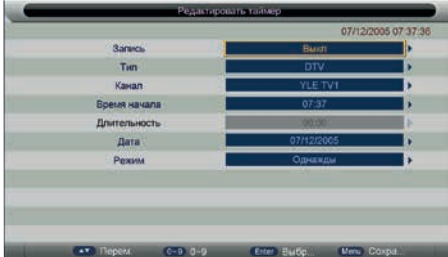 Редактировать таймер
07/12/2005 07:37:36
Запись Выкл
Тип DTV
Канал YLE TV1
Время начала 07:37
Длительность 00:00
Дата 07/12/2005
Режим Однажды
Перем. 0~9 0~9 Enter Выбр... Menu Сохра...